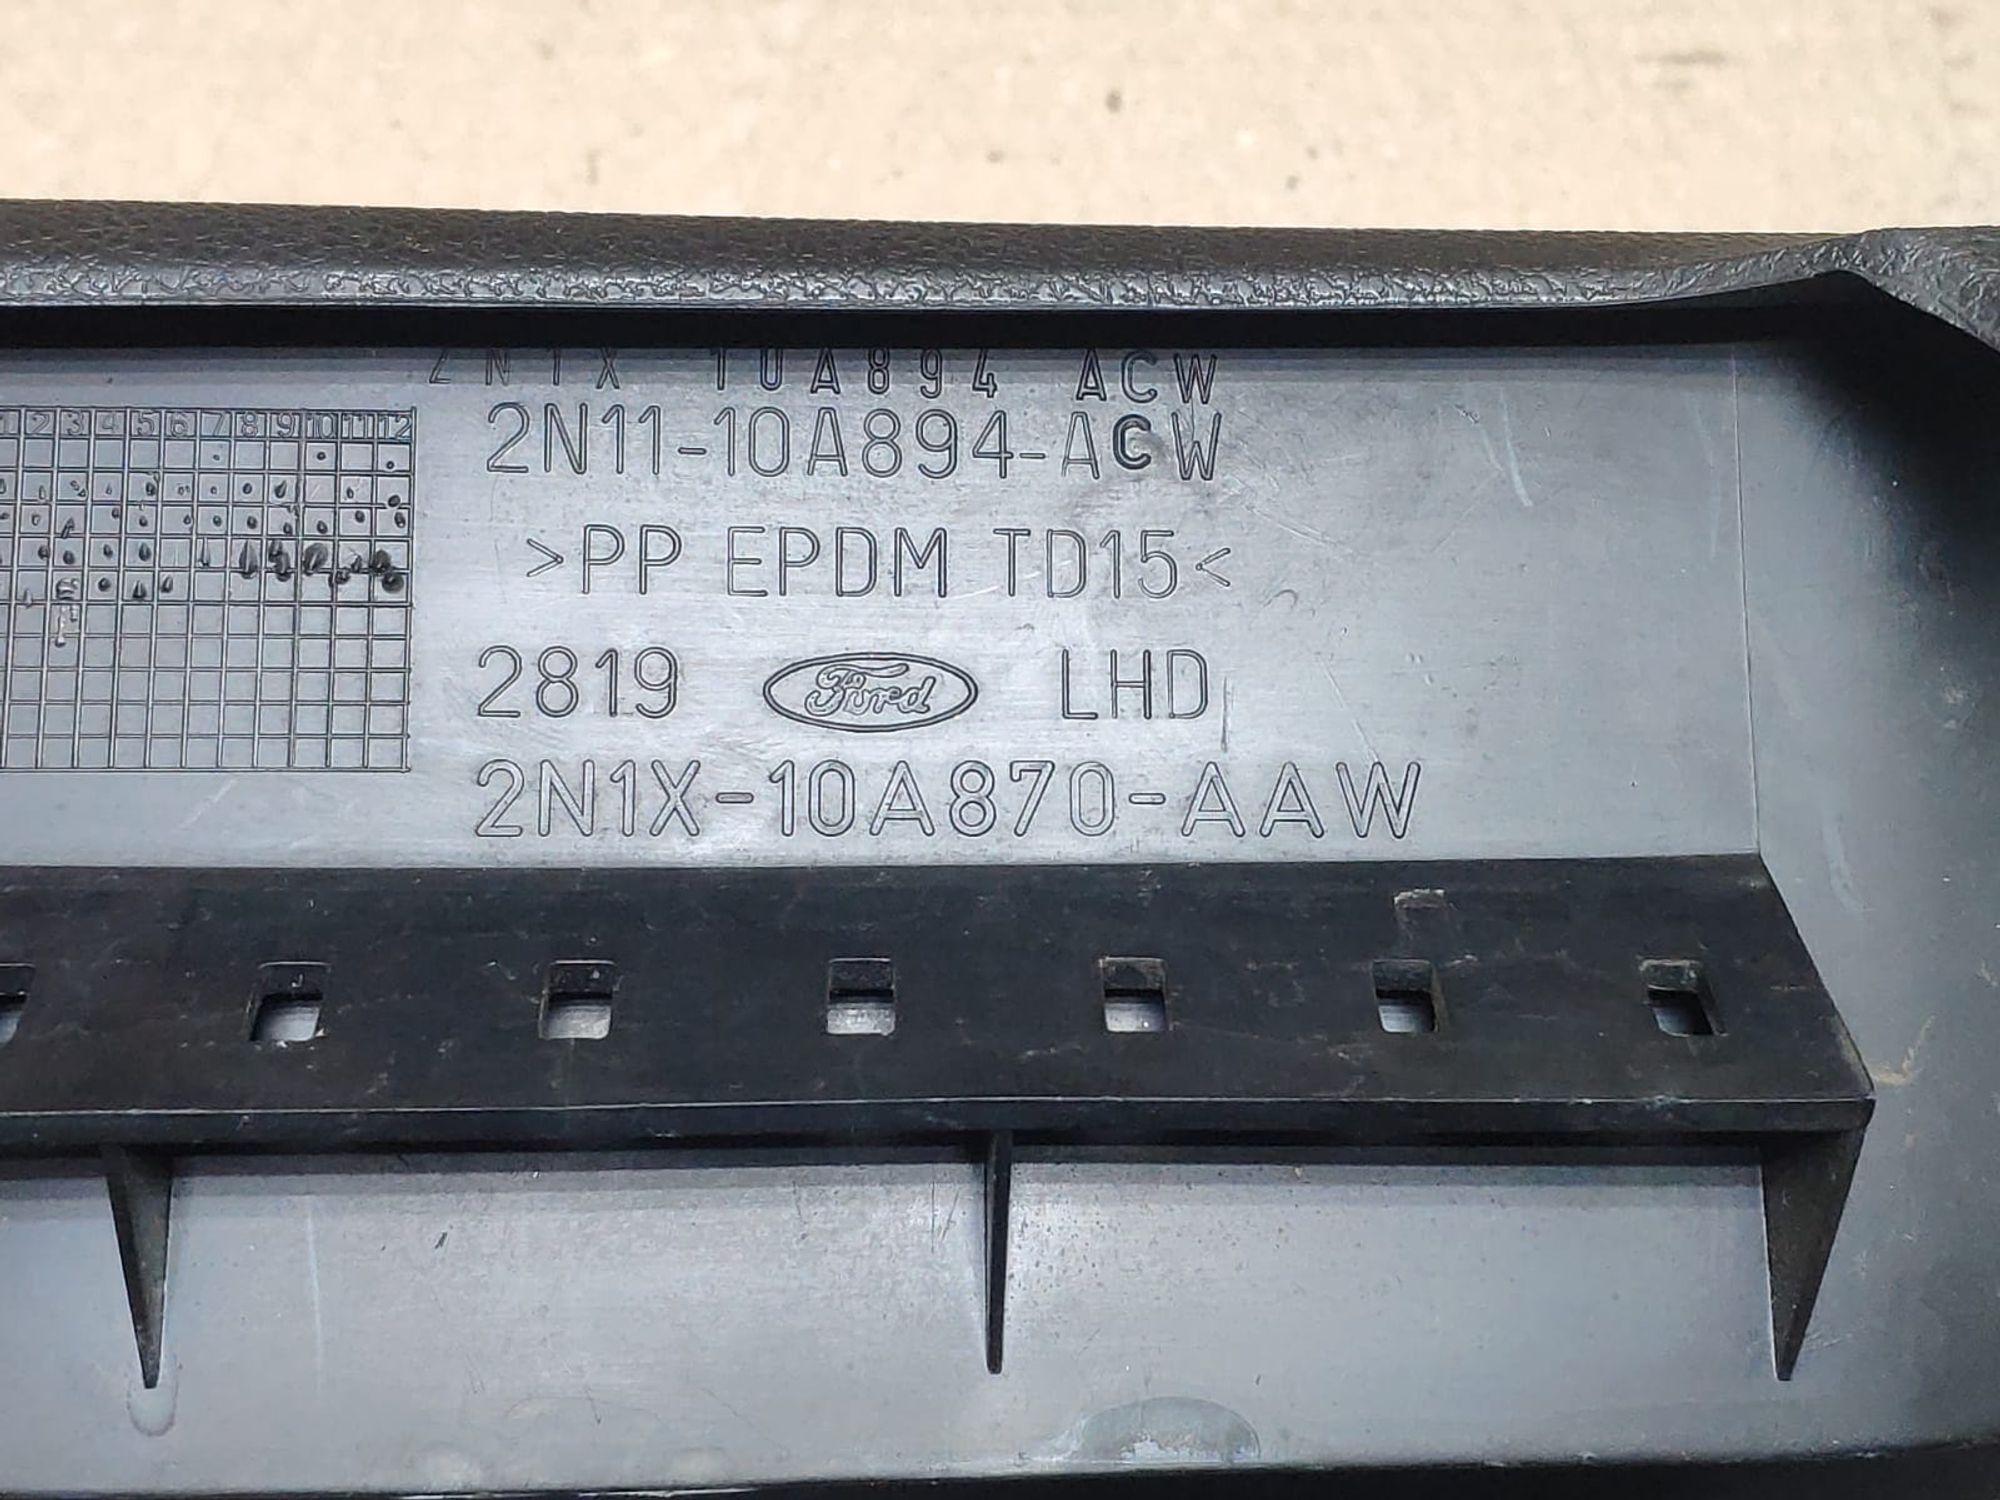 2N1X-10A894-ACW
1 2 3 4 5 6 7 8 9 10 11 12
2N11-10A894-ACW
>PP EPDM TD15<
2819 Ford LHD
2N1X-10A870-AAW